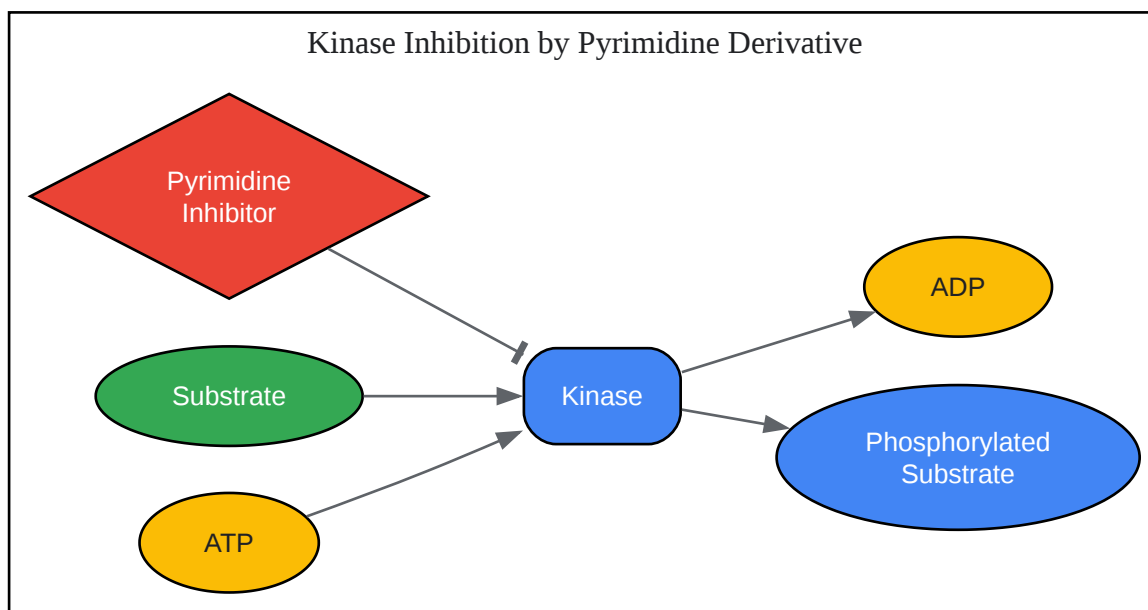 Kinase Inhibition by Pyrimidine Derivative
Pyrimidine
Inhibitor
Substrate
ATP
Kinase
ADP
Phosphorylated
Substrate